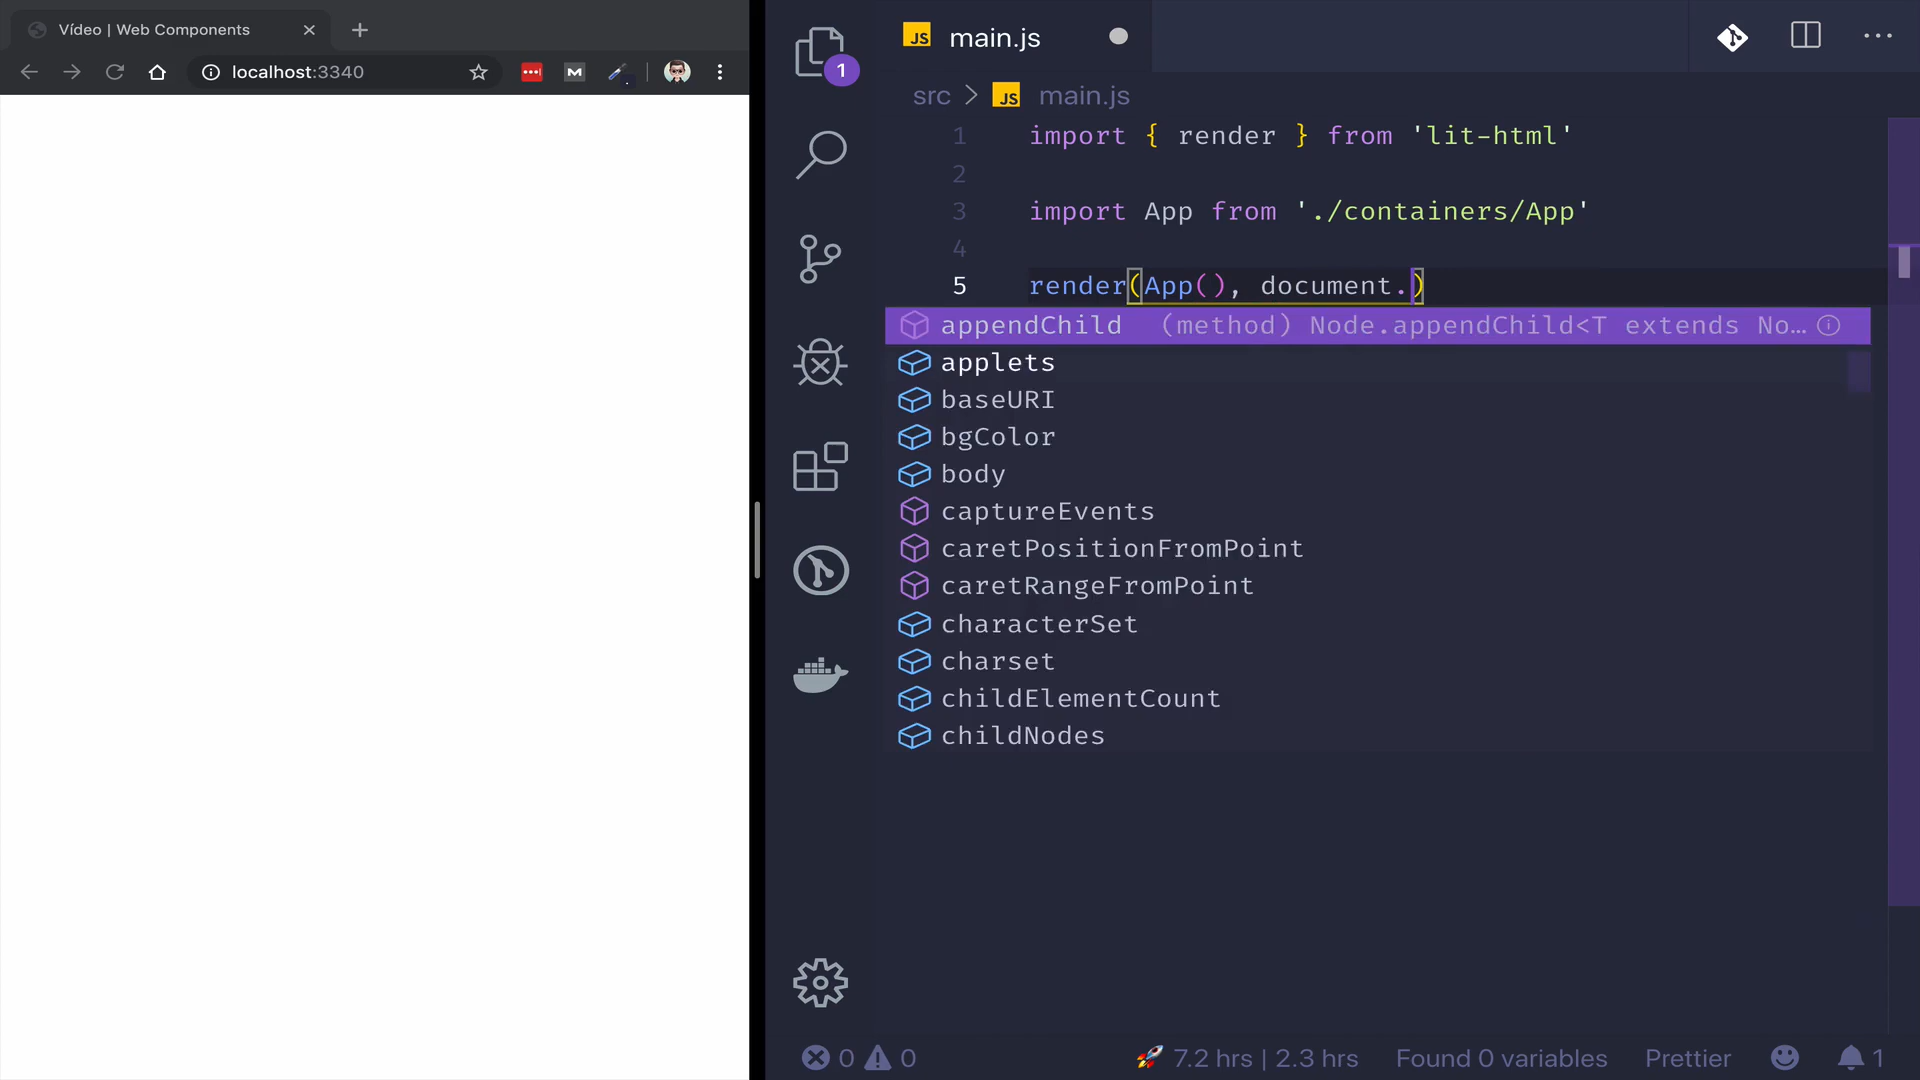 Vídeo | Web Components
localhost:3340
1
JS main.js
src > JS main.js
1 import { render } from 'lit-html'
2
3 import App from './containers/App'
4
5 render(App(), document.)
appendChild (method) Node.appendChild<T extends No…
applets
baseURI
bgColor
body
captureEvents
caretPositionFromPoint
caretRangeFromPoint
characterSet
charset
childElementCount
childNodes
0 0 7.2 hrs | 2.3 hrs Found 0 variables Prettier 1